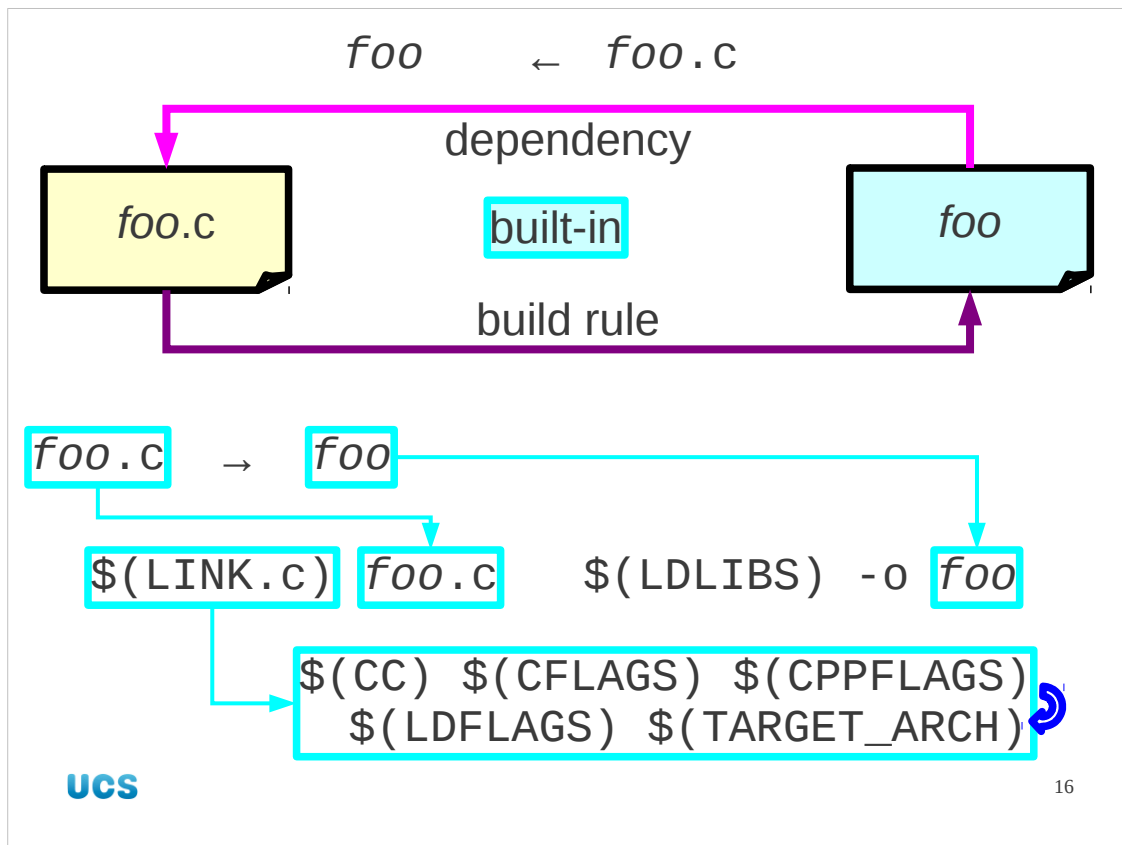 foo ← foo.c
dependency
foo.c built-in foo
build rule
foo.c → foo
$(LINK.c) foo.c $(LDLIBS) -o foo
$(CC) $(CFLAGS) $(CPPFLAGS)
$(LDFLAGS) $(TARGET_ARCH)
UCS 16